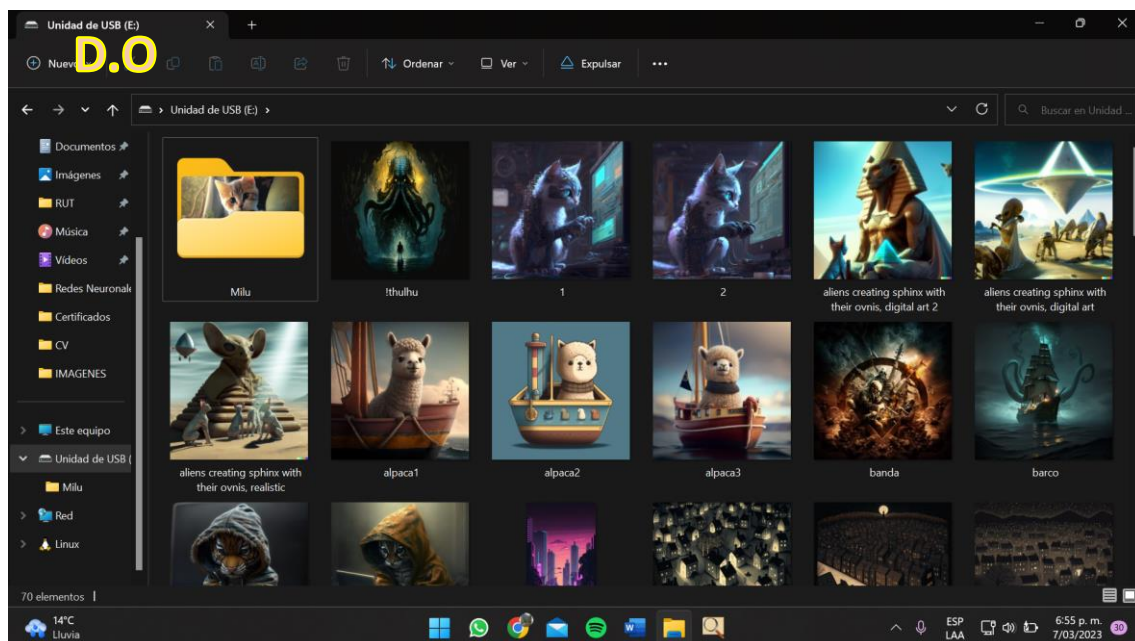 Unidad de USB (E:)
D.O
Nuevo
Ordenar
Ver
Expulsar
Unidad de USB (E:)
Buscar en Unidad ...
Documentos
Imágenes
RUT
Música
Vídeos
Redes Neuronale
Certificados
CV
IMAGENES
Este equipo
Unidad de USB (
Milu
Red
Linux
Milu
!thulhu
1
2
aliens creating sphinx with
their ovnis, digital art 2
aliens creating sphinx with
their ovnis, digital art
aliens creating sphinx with
their ovnis, realistic
alpaca1
alpaca2
alpaca3
banda
barco
70 elementos
14°C
Lluvia
ESP
LAA
6:55 p. m.
7/03/2023
30